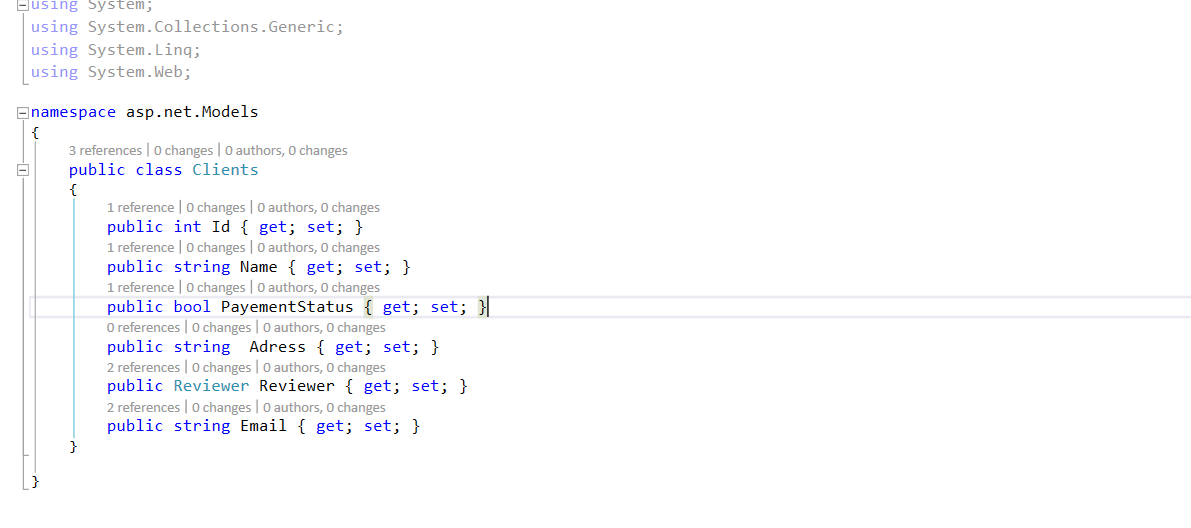 using System;
using System.Collections.Generic;
using System.Linq;
using System.Web;
namespace asp.net.Models
{
3 references | 0 changes | 0 authors, 0 changes
public class Clients
{
1 reference | 0 changes | 0 authors, 0 changes
public int Id { get; set; }
1 reference | 0 changes | 0 authors, 0 changes
public string Name { get; set; }
1 reference | 0 changes | 0 authors, 0 changes
public bool PayementStatus { get; set; }
0 references | 0 changes | 0 authors, 0 changes
public string  Adress { get; set; }
2 references | 0 changes | 0 authors, 0 changes
public Reviewer Reviewer { get; set; }
2 references | 0 changes | 0 authors, 0 changes
public string Email { get; set; }
}
}